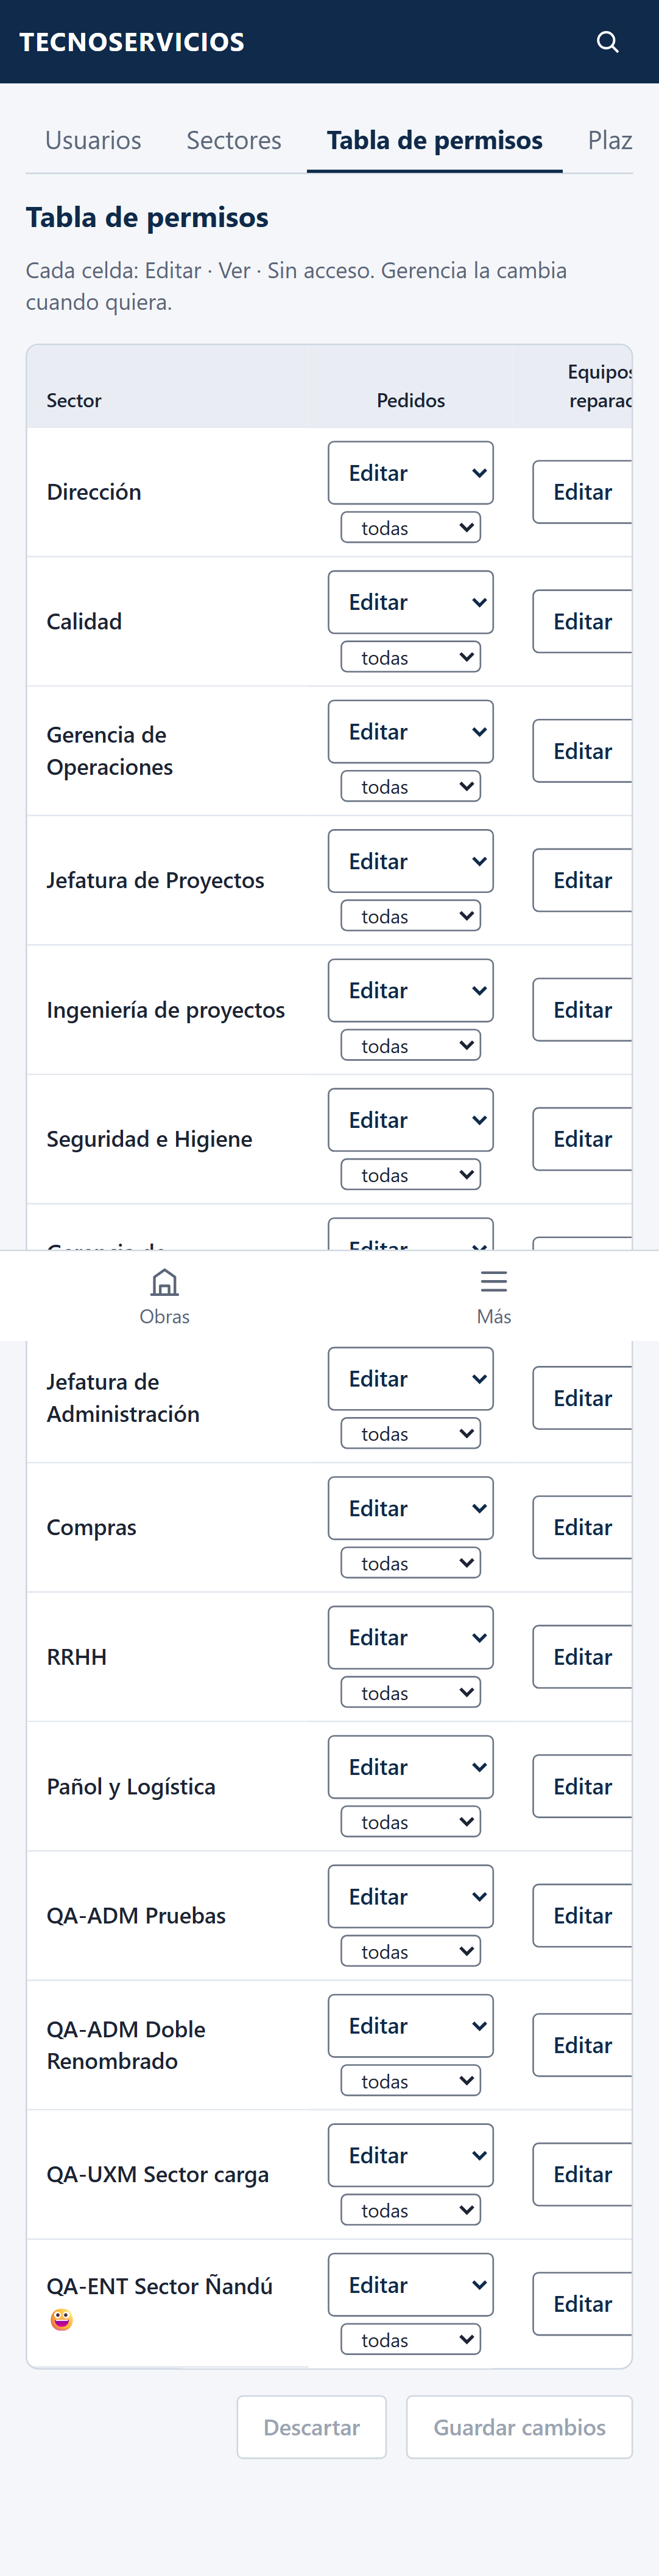 TECNOSERVICIOS
Usuarios Sectores Tabla de permisos Plaz
Tabla de permisos
Cada celda: Editar · Ver · Sin acceso. Gerencia la cambia
cuando quiera.
Equipos
Sector Pedidos reparac
Editar
Dirección Editar
todas
Editar
Calidad Editar
todas
Gerencia de
Operaciones
Editar
Editar
todas
Editar
Jefatura de Proyectos Editar
todas
Editar
Ingeniería de proyectos Editar
todas
Editar
Seguridad e Higiene Editar
todas
Gerencia de Editar
Obras Más
Jefatura de
Administración
Editar
Editar
todas
Editar
Compras Editar
todas
Editar
RRHH Editar
todas
Editar
Pañol y Logística Editar
todas
Editar
QA-ADM Pruebas Editar
todas
QA-ADM Doble
Renombrado
Editar
Editar
todas
Editar
QA-UXM Sector carga Editar
todas
QA-ENT Sector Ñandú
😀
Editar
Editar
todas
Descartar Guardar cambios